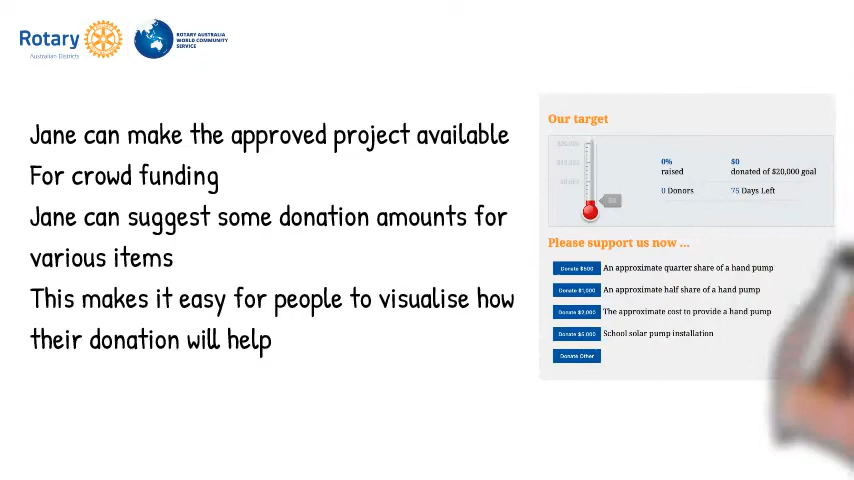 Rotary
Australian Districts
ROTARY AUSTRALIA
WORLD COMMUNITY
SERVICE
Jane can make the approved project available
For crowd funding
Jane can suggest some donation amounts for
various items
This makes it easy for people to visualise how
their donation will help
Our target
0%
raised
$0
donated of $20,000 goal
0 Donors
75 Days Left
$0
Please support us now ...
Donate $500 An approximate quarter share of a hand pump
Donate $1,000 An approximate half share of a hand pump
Donate $2,000 The approximate cost to provide a hand pump
Donate $5,000 School solar pump installation
Donate Other